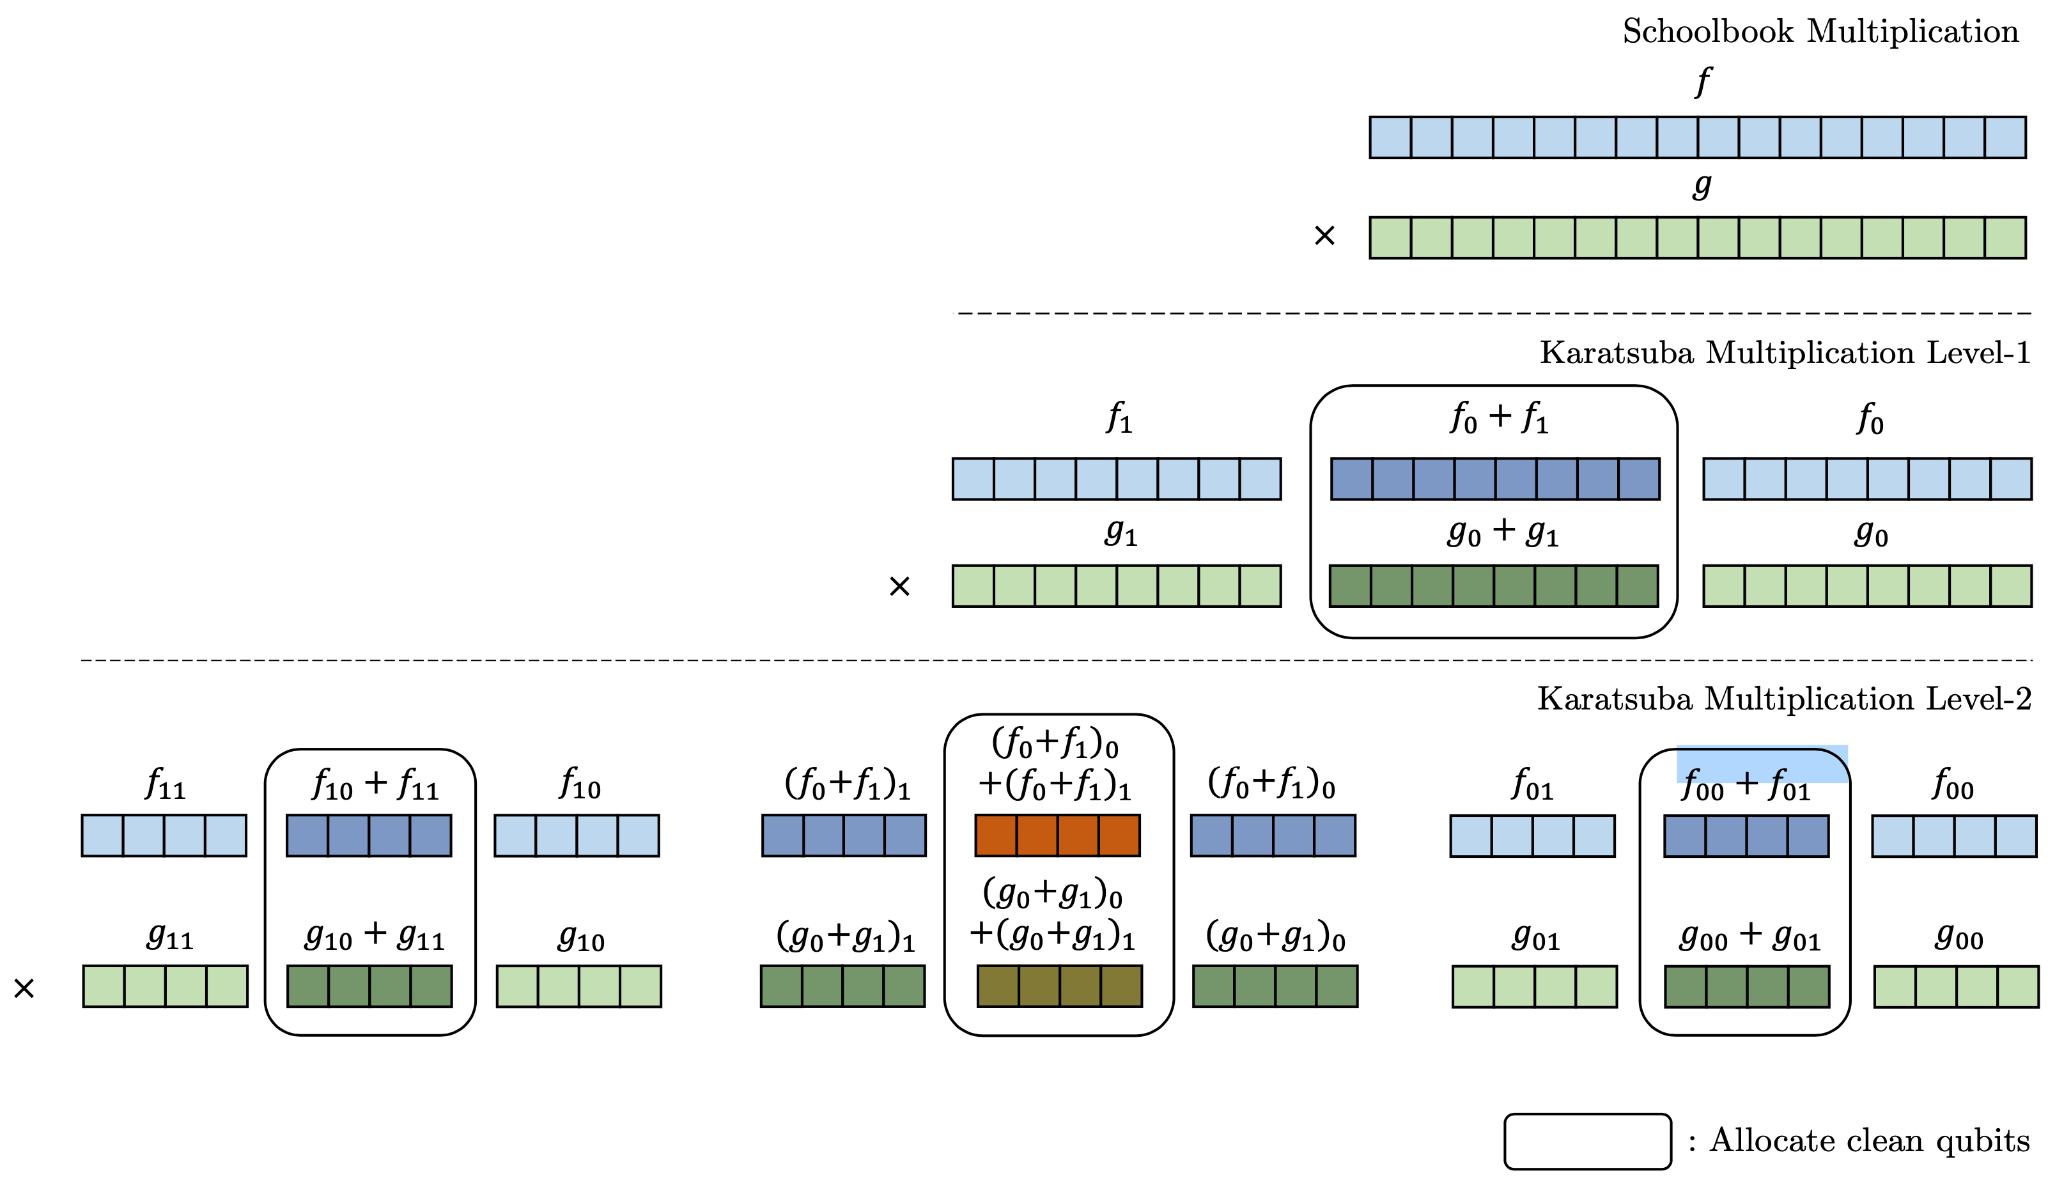 Schoolbook Multiplication
f
g
×
Karatsuba Multiplication Level-1
f₁ f₀ + f₁ f₀
g₁ g₀ + g₁ g₀
×
Karatsuba Multiplication Level-2
f₁₁ f₁₀ + f₁₁ f₁₀ (f₀+f₁)₁ (f₀+f₁)₀ +(f₀+f₁)₁ (f₀+f₁)₀ f₀₁ f₀₀ + f₀₁ f₀₀
g₁₁ g₁₀ + g₁₁ g₁₀ (g₀+g₁)₁ (g₀+g₁)₀ +(g₀+g₁)₁ (g₀+g₁)₀ g₀₁ g₀₀ + g₀₁ g₀₀
×
: Allocate clean qubits